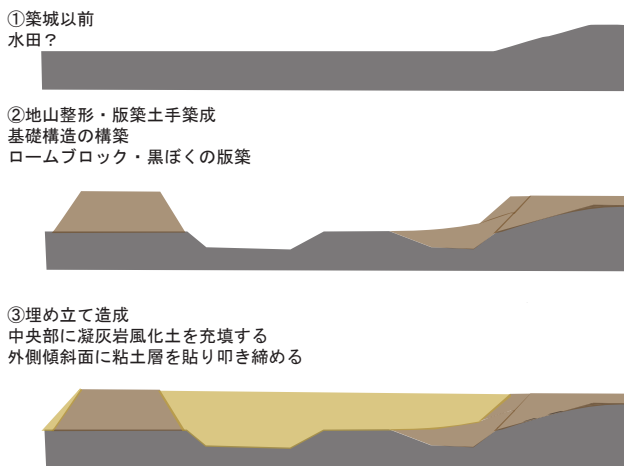 ①築城以前
水田？
②地山整形・版築土手築成
基礎構造の構築
ロームブロック・黒ぼくの版築
③埋め立て造成
中央部に凝灰岩風化土を充填する
外側傾斜面に粘土層を貼り叩き締める